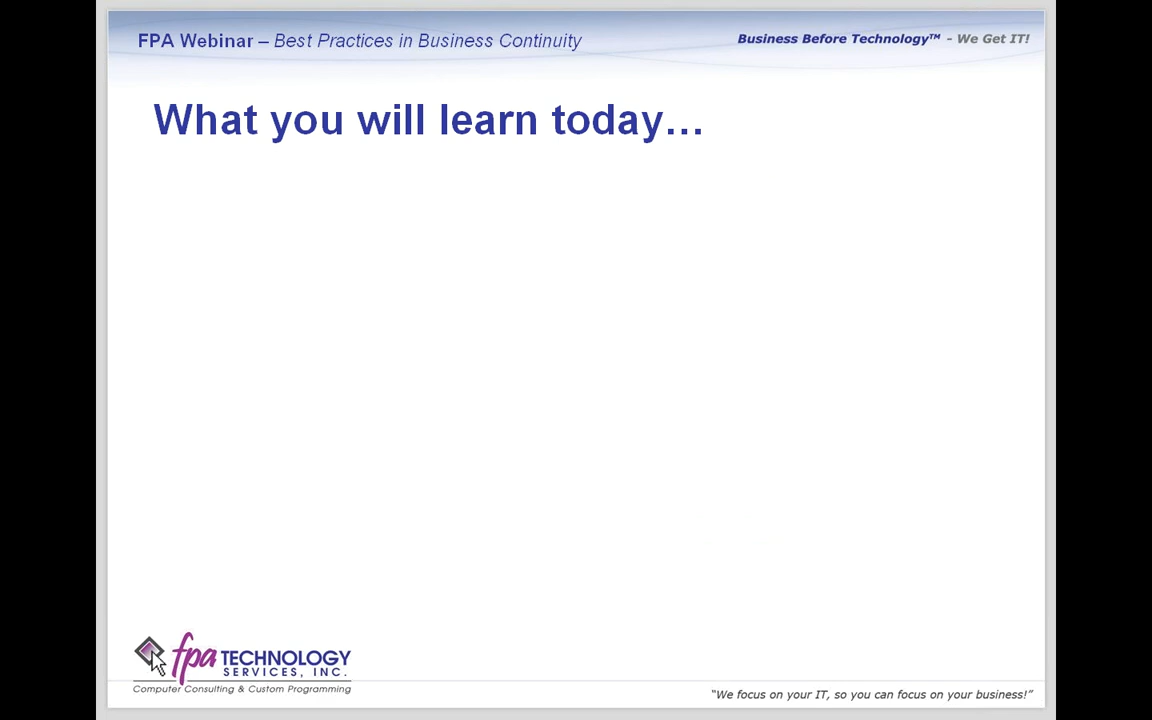 FPA Webinar – Best Practices in Business Continuity
Business Before Technology™ - We Get IT!
What you will learn today…
fpa TECHNOLOGY
SERVICES, INC.
Computer Consulting & Custom Programming
“We focus on your IT, so you can focus on your business!”